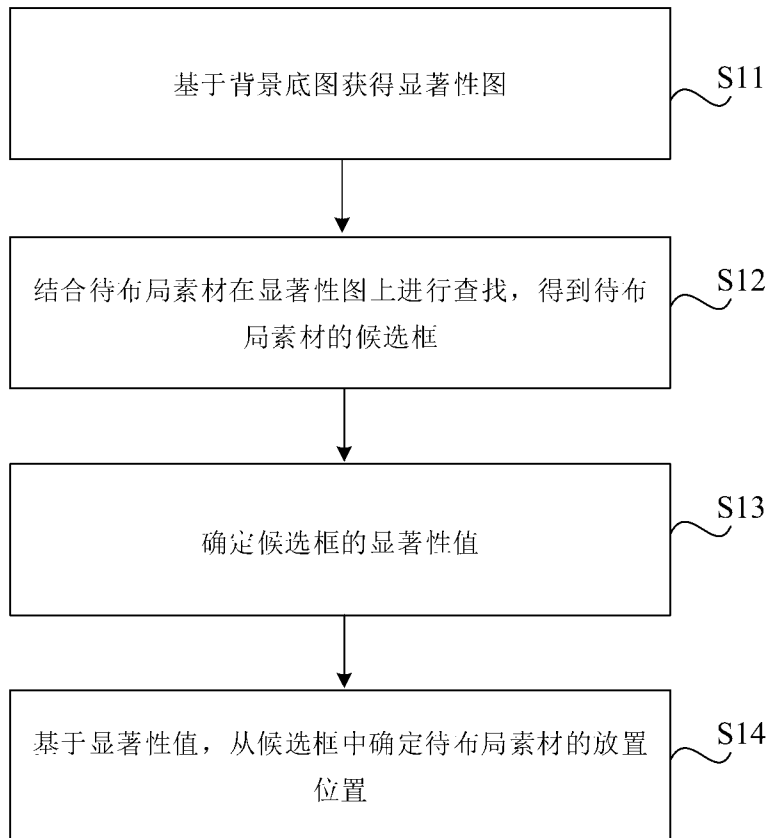 基于背景底图获得显著性图
S11
结合待布局素材在显著性图上进行查找，得到待布
局素材的候选框
S12
确定候选框的显著性值
S13
基于显著性值，从候选框中确定待布局素材的放置
位置
S14